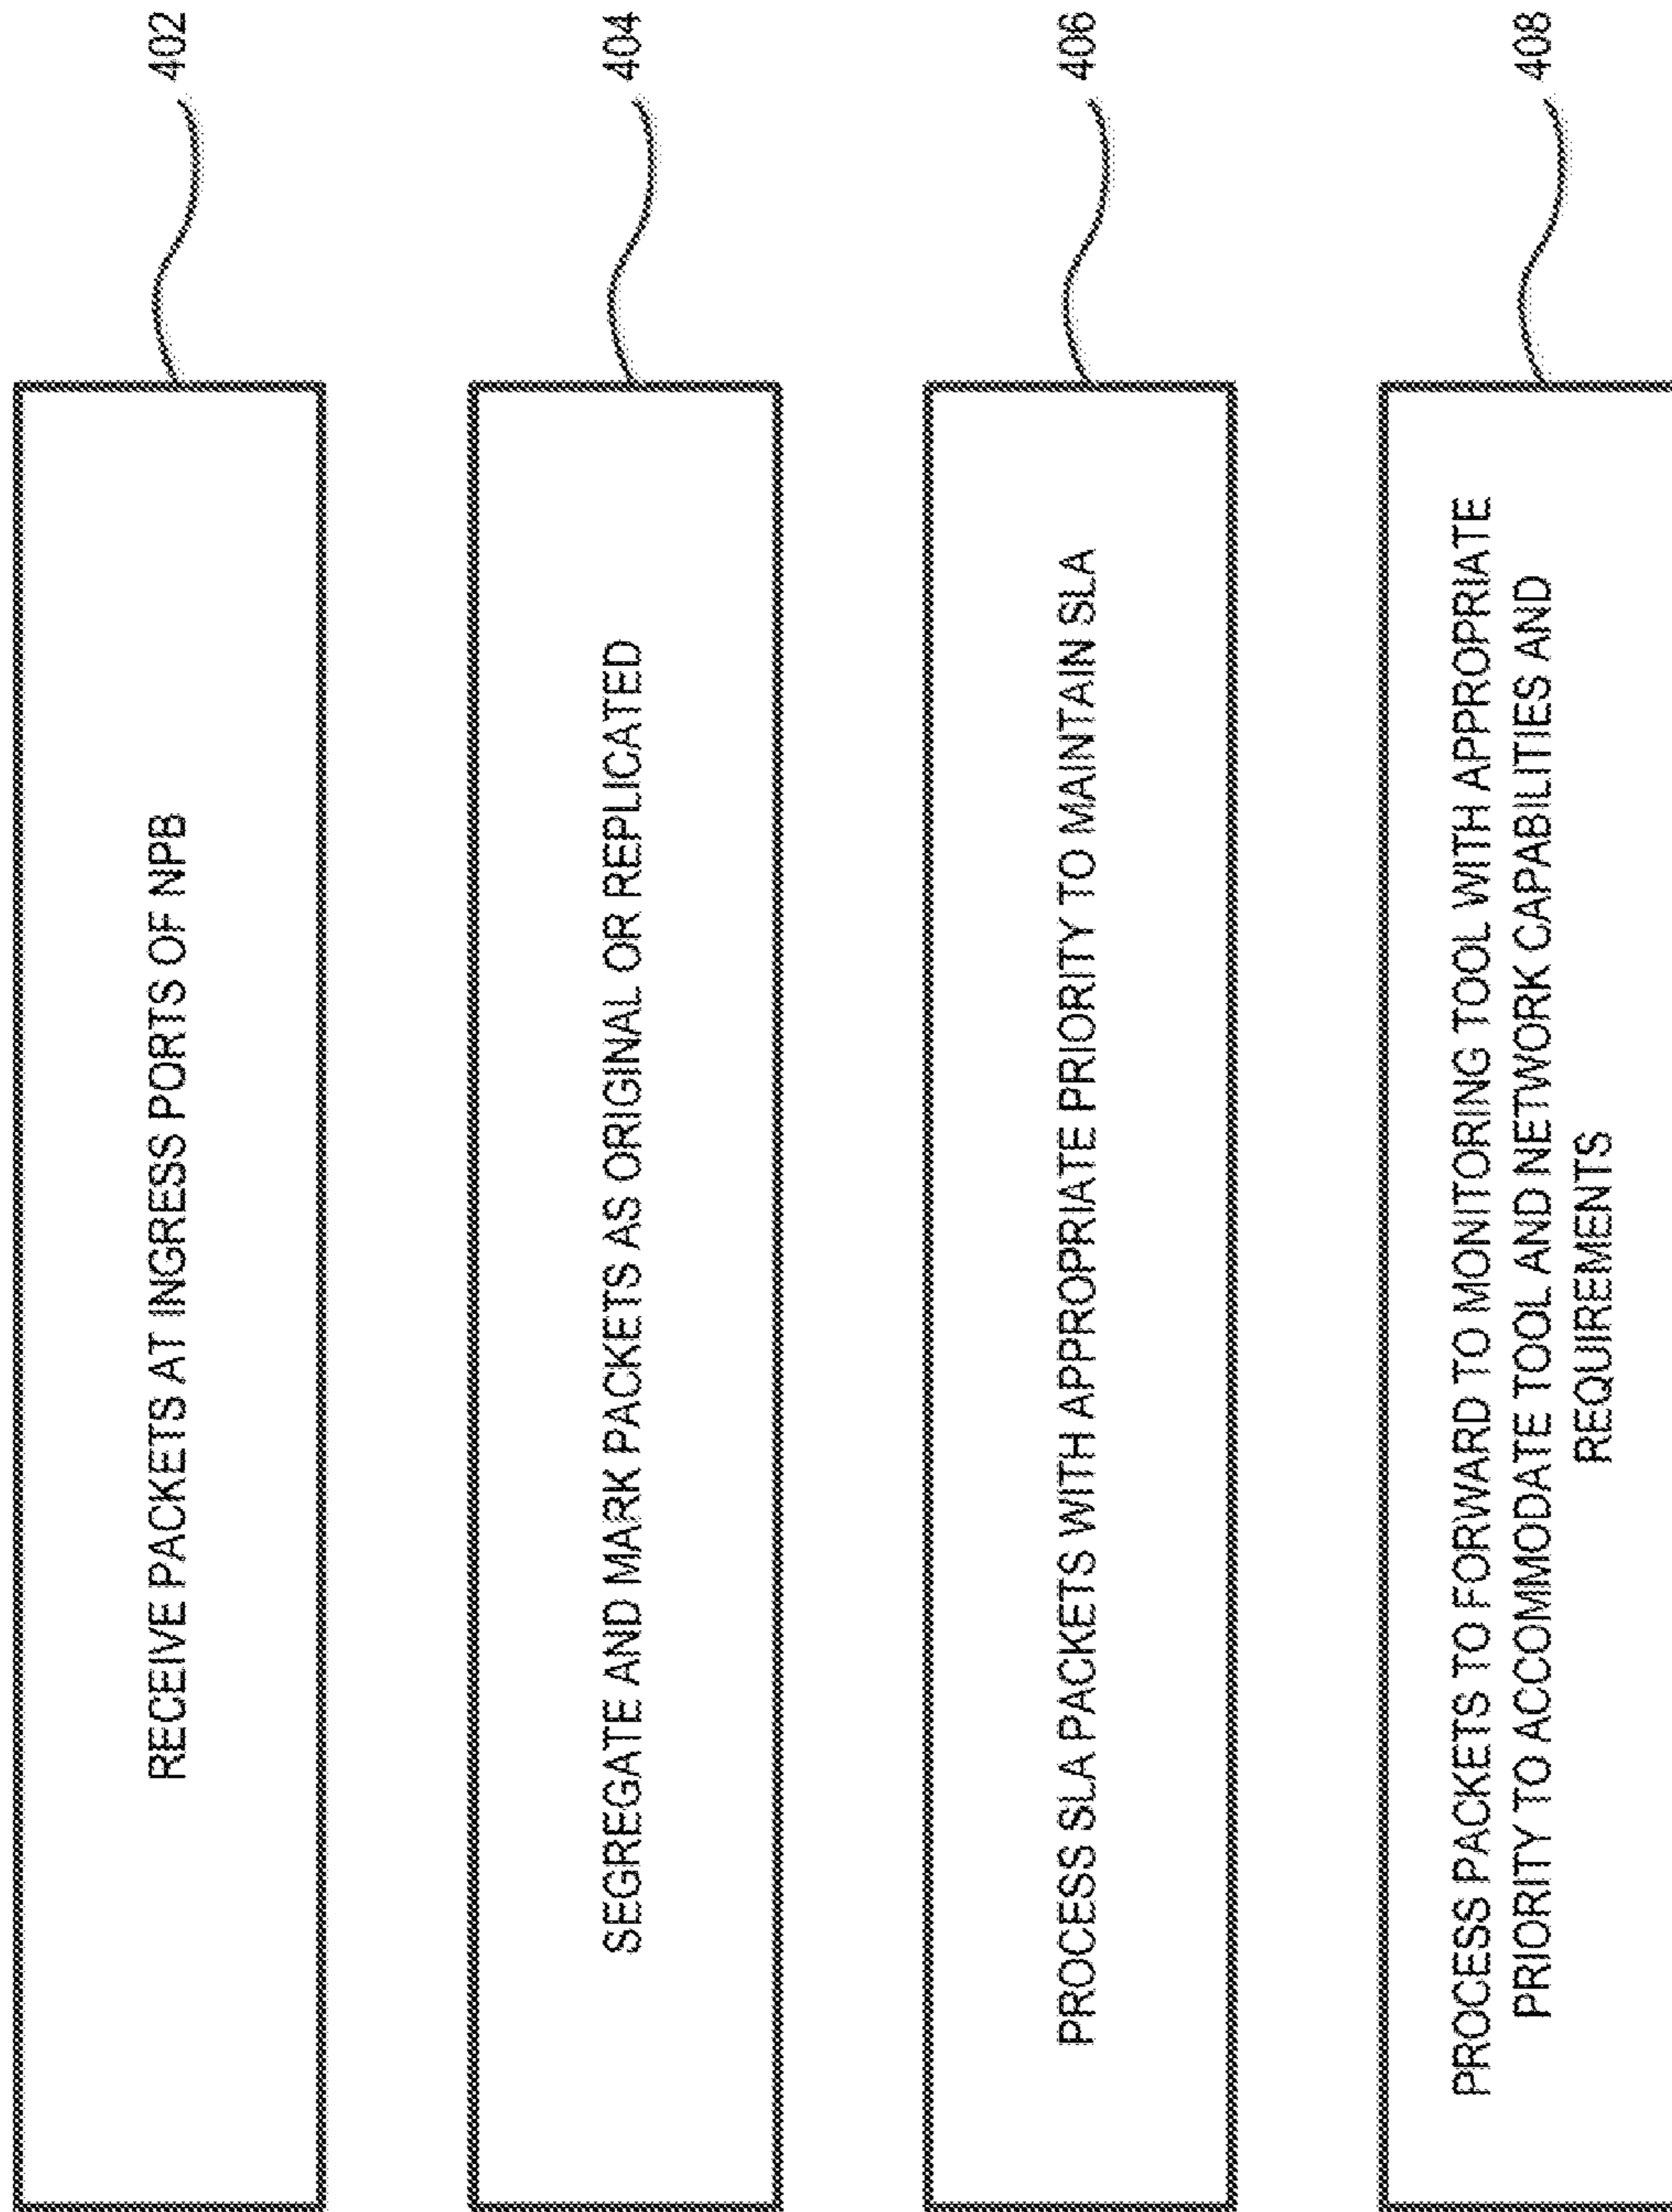 RECEIVE PACKETS AT INGRESS PORTS OF NPB
402
SEGREGATE AND MARK PACKETS AS ORIGINAL OR REPLICATED
404
PROCESS SLA PACKETS WITH APPROPRIATE PRIORITY TO MAINTAIN SLA
406
PROCESS PACKETS TO FORWARD TO MONITORING TOOL WITH APPROPRIATE
PRIORITY TO ACCOMMODATE TOOL AND NETWORK CAPABILITIES AND
REQUIREMENTS
408